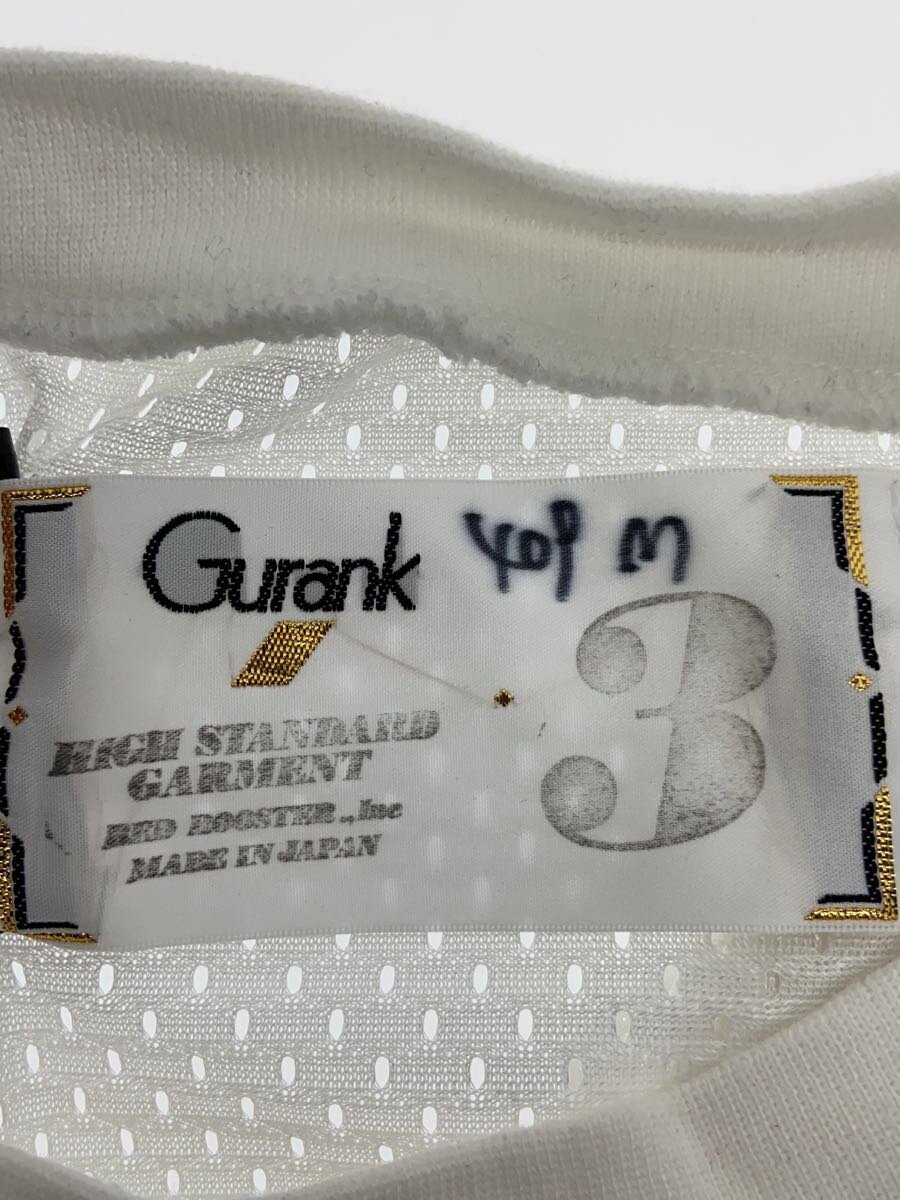 Gurank
3
HIGH STANDARD
GARMENT
RED ROOSTER.,Inc
MADE IN JAPAN